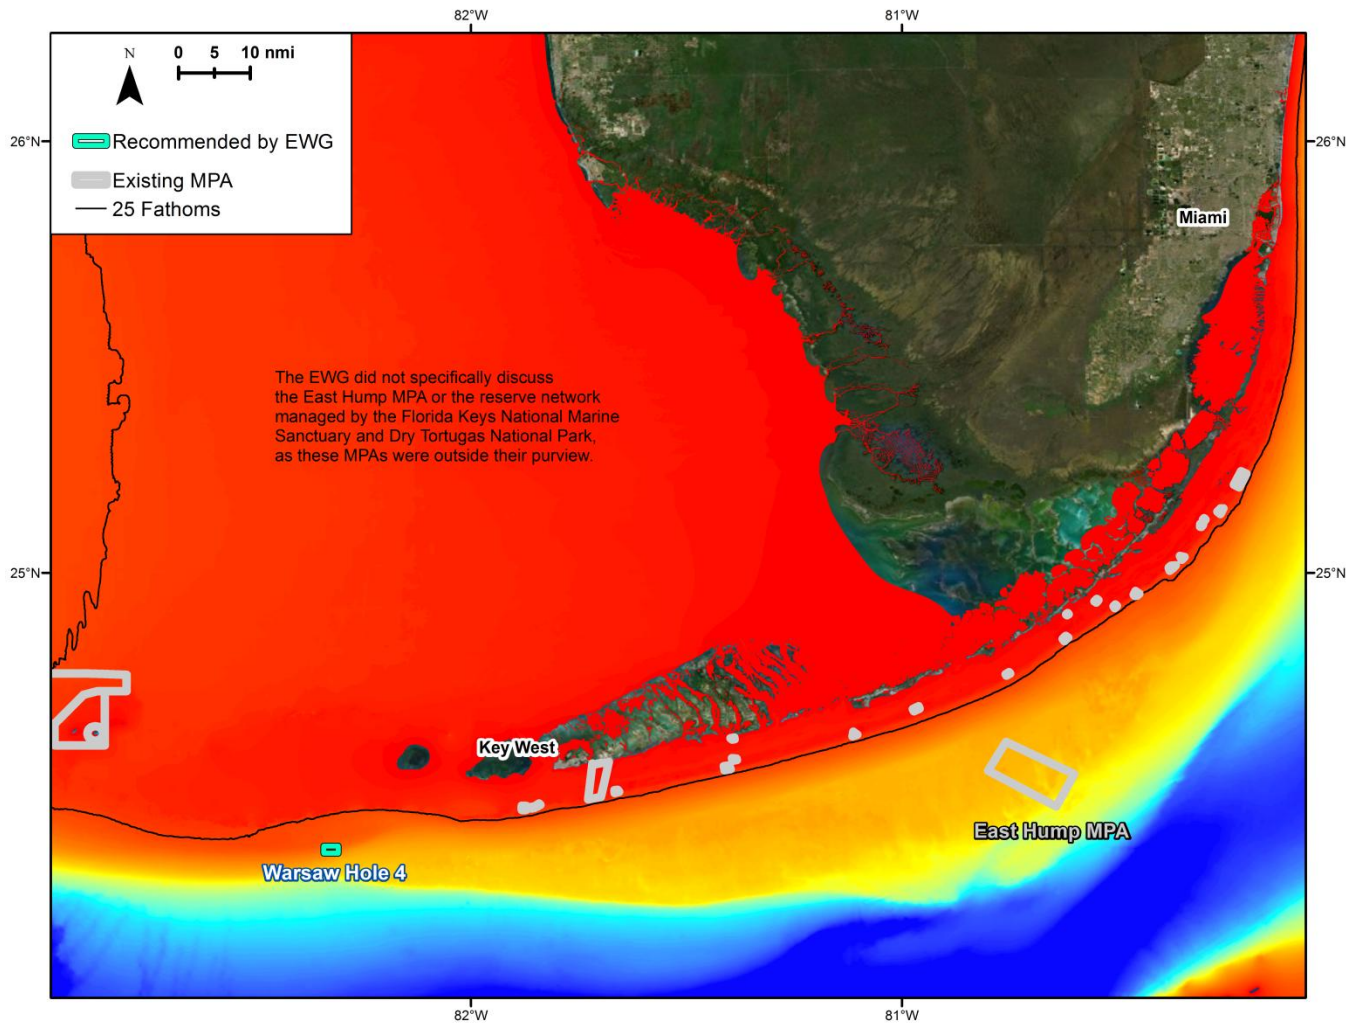 82°W
81°W
N
0 5 10 nmi
Recommended by EWG
Existing MPA
25 Fathoms
26°N
26°N
Miami
The EWG did not specifically discuss
the East Hump MPA or the reserve network
managed by the Florida Keys National Marine
Sanctuary and Dry Tortugas National Park,
as these MPAs were outside their purview.
25°N
25°N
Key West
East Hump MPA
Warsaw Hole 4
82°W
81°W